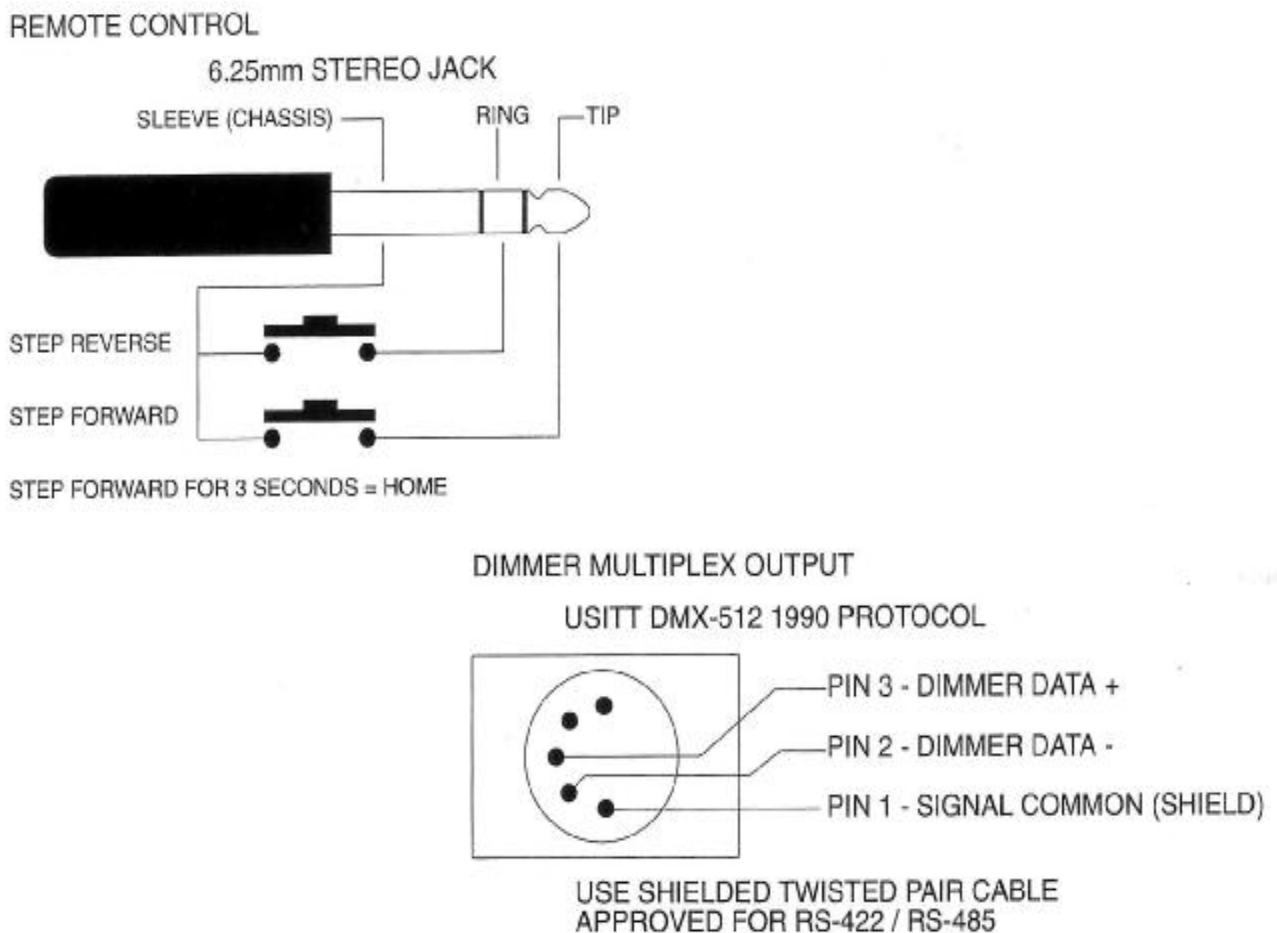 REMOTE CONTROL
6.25mm STEREO JACK
SLEEVE (CHASSIS)
RING
TIP
STEP REVERSE
STEP FORWARD
STEP FORWARD FOR 3 SECONDS = HOME
DIMMER MULTIPLEX OUTPUT
USITT DMX-512 1990 PROTOCOL
PIN 3 - DIMMER DATA +
PIN 2 - DIMMER DATA -
PIN 1 - SIGNAL COMMON (SHIELD)
USE SHIELDED TWISTED PAIR CABLE
APPROVED FOR RS-422 / RS-485